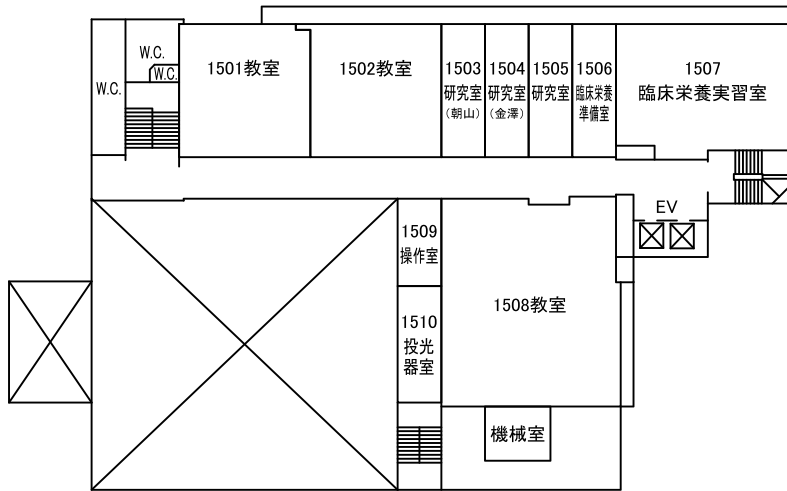 W.C.
W.C.
W.C.
1501教室
1502教室
1503
研究室
(朝山)
1504
研究室
(金澤)
1505
研究室
1506
臨床栄養
準備室
1507
臨床栄養実習室
EV
1509
操作室
1508教室
1510
投光
器室
機械室